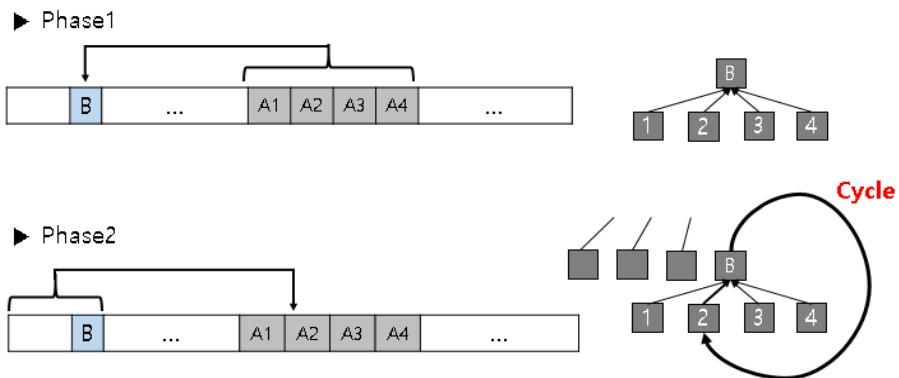 ▶ Phase1
B ... A1 A2 A3 A4 ...
B
1 2 3 4
Cycle
▶ Phase2
B
1 2 3 4
B ... A1 A2 A3 A4 ...